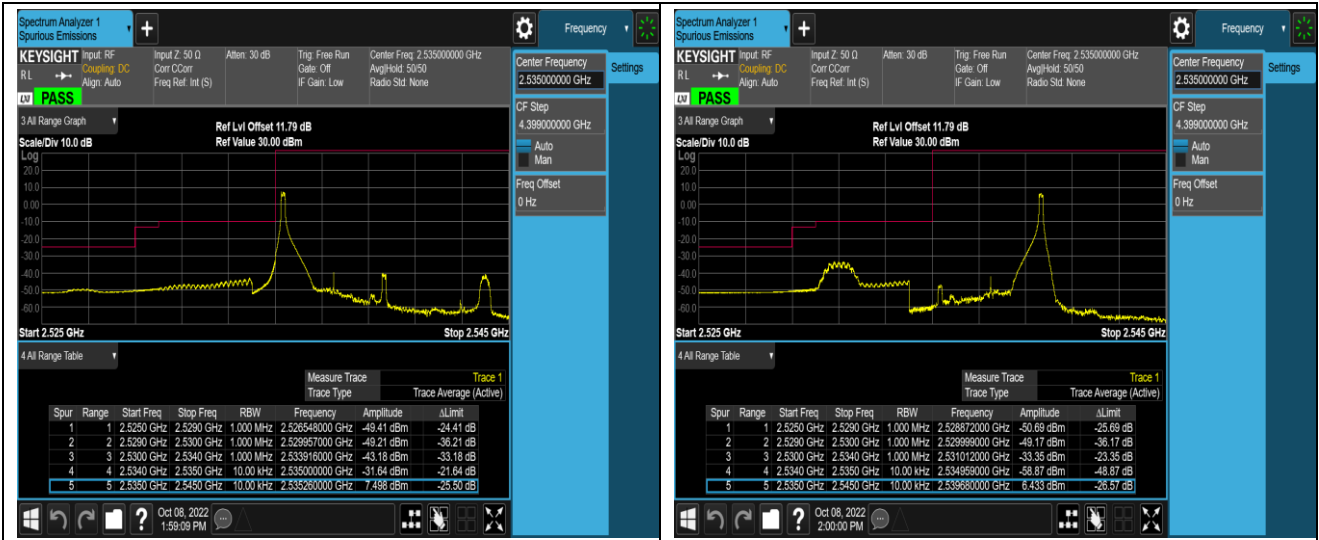 Spectrum Analyzer 1
Spurious Emissions
Frequency
KEYSIGHT
Input: RF
Coupling: DC
Align: Auto
Input Z: 50 Ω
Corr CCorr
Freq Ref: Int (S)
Atten: 30 dB
Trig: Free Run
Gate: Off
IF Gain: Low
Center Freq: 2.535000000 GHz
Avg|Hold: 50/50
Radio Std: None
R L
LXI
PASS
Center Frequency
2.535000000 GHz
Settings
CF Step
4.399000000 GHz
Auto
Man
Freq Offset
0 Hz
3 All Range Graph
Ref Lvl Offset 11.79 dB
Scale/Div 10.0 dB
Ref Value 30.00 dBm
Log
20.0
10.0
0.00
-10.0
-20.0
-30.0
-40.0
-50.0
-60.0
Start 2.525 GHz
Stop 2.545 GHz
4 All Range Table
Measure Trace Trace 1
Trace Type Trace Average (Active)
Spur Range Start Freq Stop Freq RBW Frequency Amplitude ΔLimit
1 1 2.5250 GHz 2.5290 GHz 1.000 MHz 2.526548000 GHz -49.41 dBm -24.41 dB
2 2 2.5290 GHz 2.5300 GHz 1.000 MHz 2.529957000 GHz -49.21 dBm -36.21 dB
3 3 2.5300 GHz 2.5340 GHz 1.000 MHz 2.533916000 GHz -43.18 dBm -33.18 dB
4 4 2.5340 GHz 2.5350 GHz 10.00 kHz 2.535000000 GHz -31.64 dBm -21.64 dB
5 5 2.5350 GHz 2.5450 GHz 10.00 kHz 2.535260000 GHz 7.498 dBm -25.50 dB
Oct 08, 2022
1:59:09 PM
Spectrum Analyzer 1
Spurious Emissions
Frequency
KEYSIGHT
Input: RF
Coupling: DC
Align: Auto
Input Z: 50 Ω
Corr CCorr
Freq Ref: Int (S)
Atten: 30 dB
Trig: Free Run
Gate: Off
IF Gain: Low
Center Freq: 2.535000000 GHz
Avg|Hold: 50/50
Radio Std: None
R L
LXI
PASS
Center Frequency
2.535000000 GHz
Settings
CF Step
4.399000000 GHz
Auto
Man
Freq Offset
0 Hz
3 All Range Graph
Ref Lvl Offset 11.79 dB
Scale/Div 10.0 dB
Ref Value 30.00 dBm
Log
20.0
10.0
0.00
-10.0
-20.0
-30.0
-40.0
-50.0
-60.0
Start 2.525 GHz
Stop 2.545 GHz
4 All Range Table
Measure Trace Trace 1
Trace Type Trace Average (Active)
Spur Range Start Freq Stop Freq RBW Frequency Amplitude ΔLimit
1 1 2.5250 GHz 2.5290 GHz 1.000 MHz 2.528872000 GHz -50.69 dBm -25.69 dB
2 2 2.5290 GHz 2.5300 GHz 1.000 MHz 2.529999000 GHz -49.17 dBm -36.17 dB
3 3 2.5300 GHz 2.5340 GHz 1.000 MHz 2.531012000 GHz -33.35 dBm -23.35 dB
4 4 2.5340 GHz 2.5350 GHz 10.00 kHz 2.534959000 GHz -58.87 dBm -48.87 dB
5 5 2.5350 GHz 2.5450 GHz 10.00 kHz 2.539680000 GHz 6.433 dBm -26.57 dB
Oct 08, 2022
2:00:00 PM